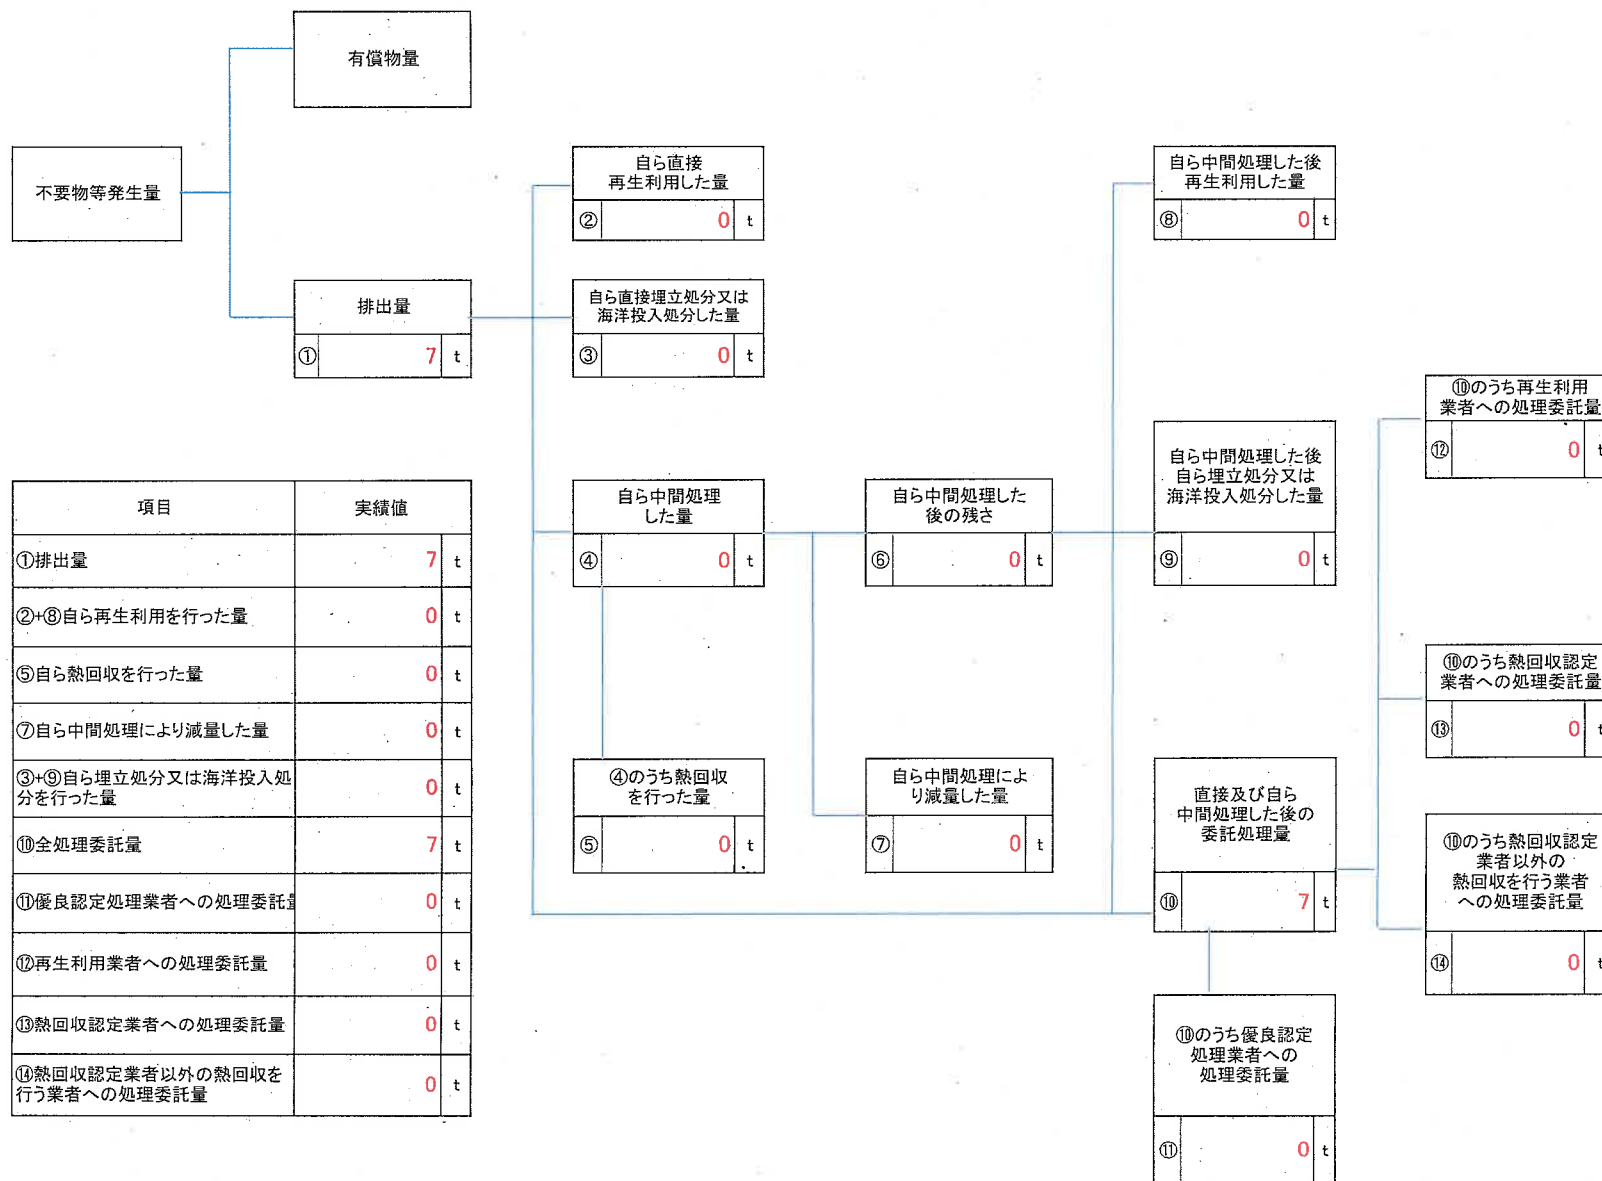 有償物量
不要物等発生量
排出量
① 7 t
自ら直接
再生利用した量
② 0 t
自ら直接埋立処分又は
海洋投入処分した量
③ 0 t
自ら中間処理
した量
④ 0 t
④のうち熱回収
を行った量
⑤ 0 t
自ら中間処理した
後の残さ
⑥ 0 t
自ら中間処理によ
り減量した量
⑦ 0 t
自ら中間処理した後
再生利用した量
⑧ 0 t
自ら中間処理した後
自ら埋立処分又は
海洋投入処分した量
⑨ 0 t
直接及び自ら
中間処理した後の
委託処理量
⑩ 7 t
⑩のうち優良認定
処理業者への
処理委託量
⑪ 0 t
⑩のうち再生利用
業者への処理委託量
⑫ 0 t
⑩のうち熱回収認定
業者への処理委託量
⑬ 0 t
⑩のうち熱回収認定
業者以外の
熱回収を行う業者
への処理委託量
⑭ 0 t
項目 実績値
①排出量 7 t
②+⑧自ら再生利用を行った量 0 t
⑤自ら熱回収を行った量 0 t
⑦自ら中間処理により減量した量 0 t
③+⑨自ら埋立処分又は海洋投入処
分を行った量 0 t
⑩全処理委託量 7 t
⑪優良認定処理業者への処理委託量 0 t
⑫再生利用業者への処理委託量 0 t
⑬熱回収認定業者への処理委託量 0 t
⑭熱回収認定業者以外の熱回収を
行う業者への処理委託量 0 t